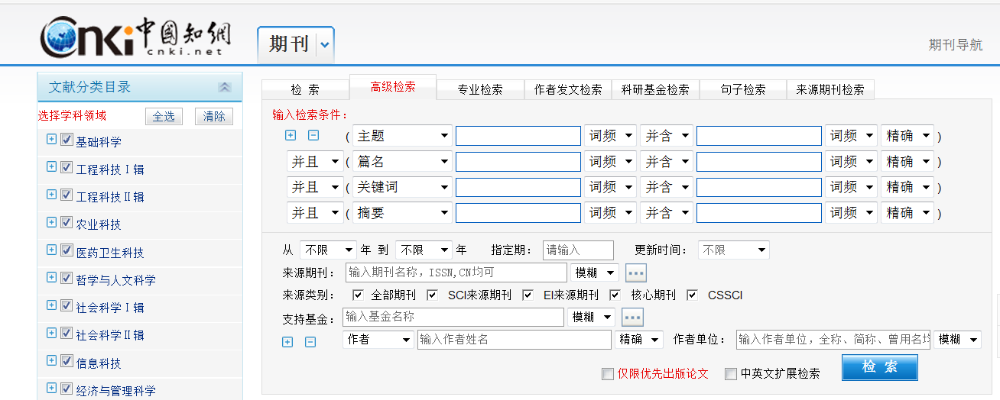 Cnki中國知網
cnki.net
期刊
期刊导航
文献分类目录
选择学科领域 全选 清除
基础科学
工程科技Ⅰ辑
工程科技Ⅱ辑
农业科技
医药卫生科技
哲学与人文科学
社会科学Ⅰ辑
社会科学Ⅱ辑
信息科技
经济与管理科学
检 索 高级检索 专业检索 作者发文检索 科研基金检索 句子检索 来源期刊检索
输入检索条件：
( 主题 词频 并含 词频 精确 )
并且 ( 篇名 词频 并含 词频 精确 )
并且 ( 关键词 词频 并含 词频 精确 )
并且 ( 摘要 词频 并含 词频 精确 )
从 不限 年 到 不限 年 指定期： 请输入 更新时间： 不限
来源期刊： 输入期刊名称，ISSN,CN均可 模糊 ...
来源类别： 全部期刊 SCI来源期刊 EI来源期刊 核心期刊 CSSCI
支持基金： 输入基金名称 模糊 ...
作者 输入作者姓名 精确 作者单位： 输入作者单位，全称、简称、曾用名均 模糊
仅限优先出版论文 中英文扩展检索 检 索